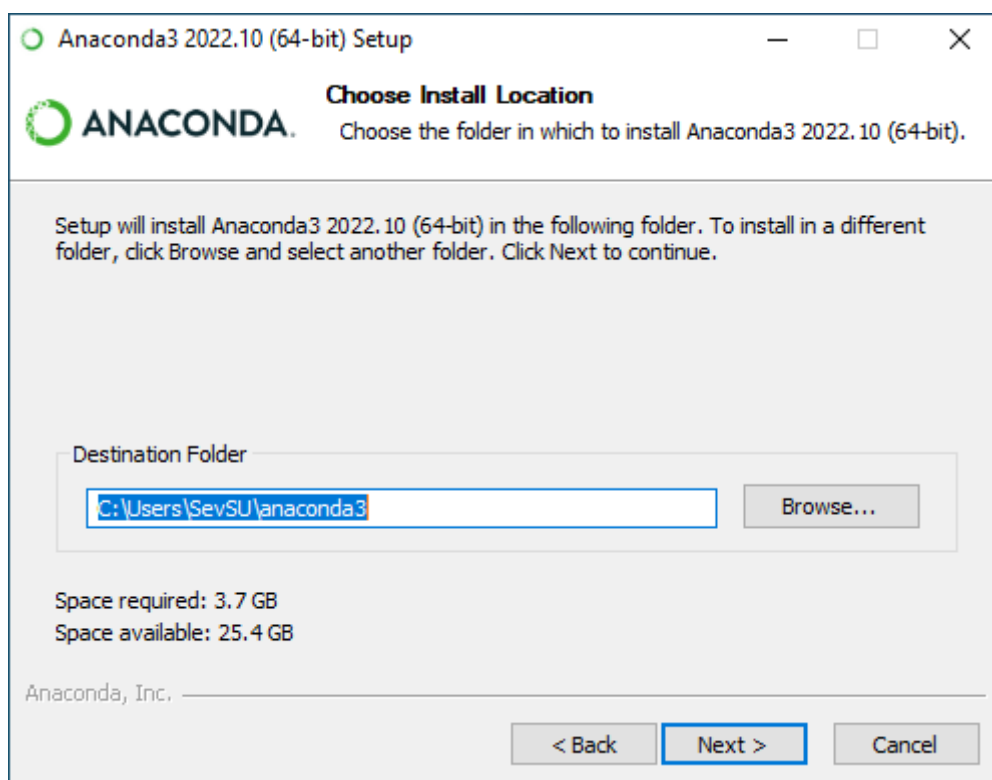 Anaconda3 2022.10 (64-bit) Setup
ANACONDA.
Choose Install Location
Choose the folder in which to install Anaconda3 2022.10 (64-bit).
Setup will install Anaconda3 2022.10 (64-bit) in the following folder. To install in a different
folder, click Browse and select another folder. Click Next to continue.
Destination Folder
C:\Users\SevSU\anaconda3
Browse...
Space required: 3.7 GB
Space available: 25.4 GB
Anaconda, Inc.
< Back
Next >
Cancel